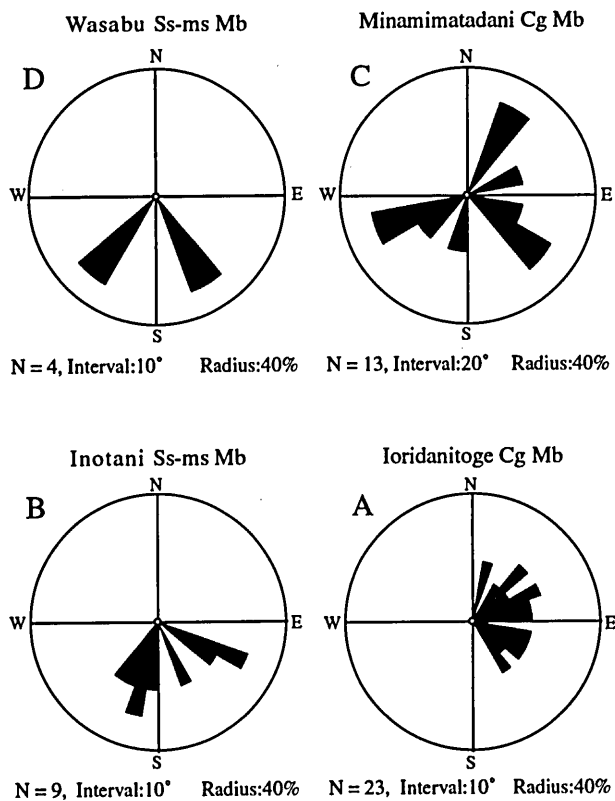 Wasabu Ss-ms Mb
D
N
W
E
S
N = 4, Interval:10° Radius:40%
Minamimatadani Cg Mb
C
N
W
E
S
N = 13, Interval:20° Radius:40%
Inotani Ss-ms Mb
B
N
W
E
S
N = 9, Interval:10° Radius:40%
Ioridanitoge Cg Mb
A
N
W
E
S
N = 23, Interval:10° Radius:40%